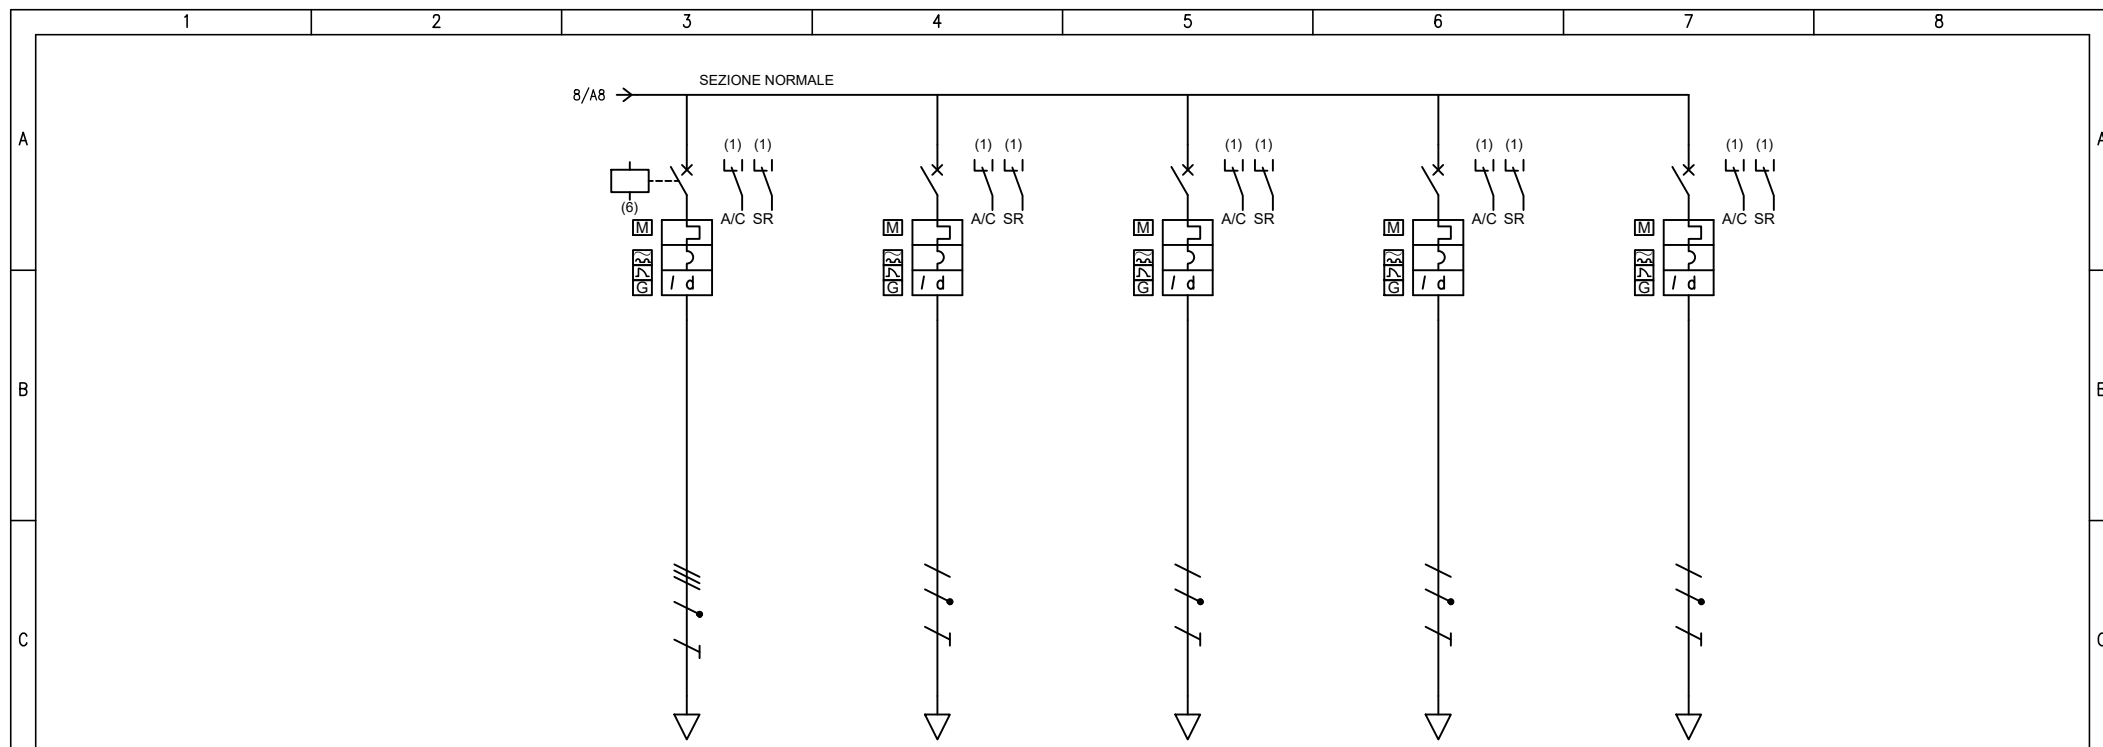 1 2 3 4 5 6 7 8
SEZIONE NORMALE
8/A8
A A
(1) (1) (1) (1) (1) (1) (1) (1) (1) (1)
(6)
A/C SR A/C SR A/C SR A/C SR A/C SR
M M M M M
I d I d I d I d I d
G G G G G
B
C